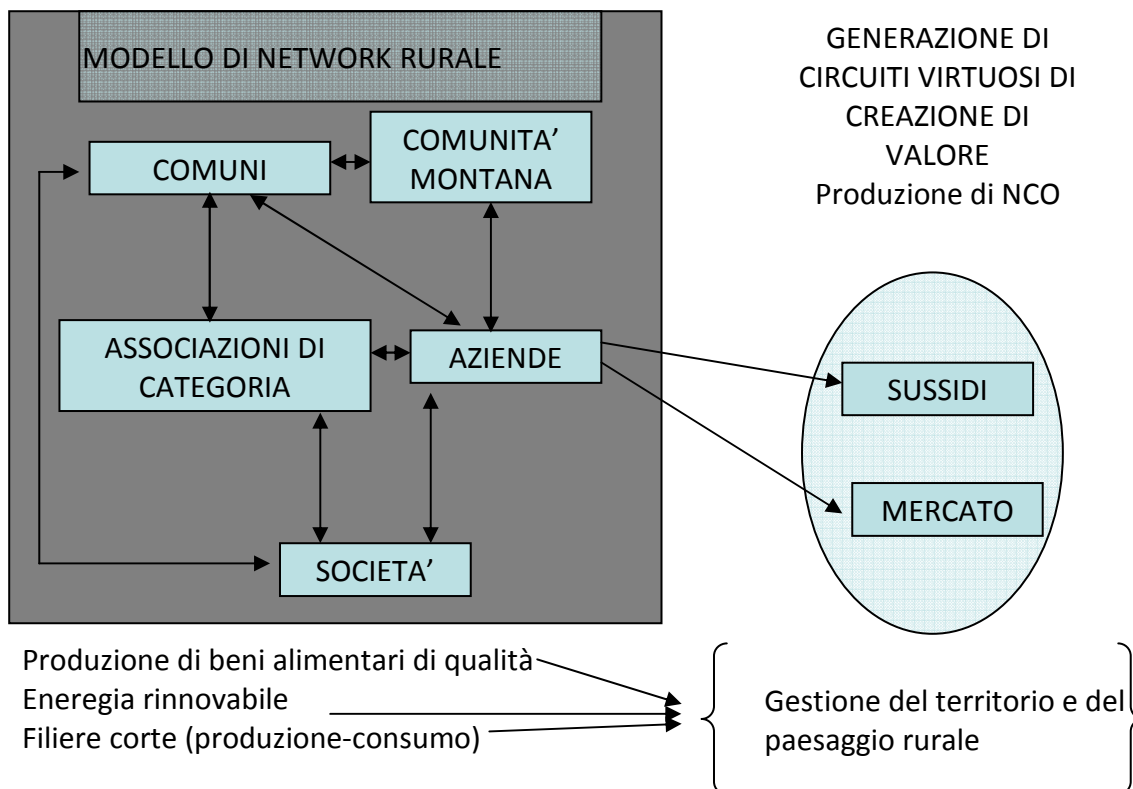 MODELLO DI NETWORK RURALE
GENERAZIONE DI
CIRCUITI VIRTUOSI DI
CREAZIONE DI
VALORE
Produzione di NCO
COMUNI
COMUNITA’
MONTANA
ASSOCIAZIONI DI
CATEGORIA
AZIENDE
SOCIETA’
SUSSIDI
MERCATO
Produzione di beni alimentari di qualità
Eneregia rinnovabile
Filiere corte (produzione-consumo)
Gestione del territorio e del
paesaggio rurale